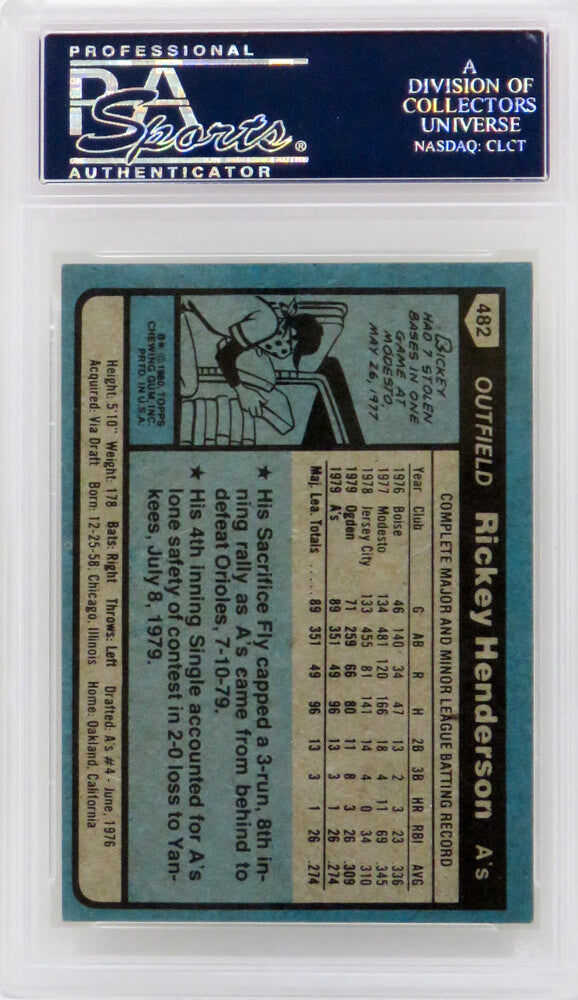 PROFESSIONAL
PSA
Sports®
AUTHENTICATOR
A
DIVISION OF
COLLECTORS
UNIVERSE
NASDAQ: CLCT
482 OUTFIELD Rickey Henderson A's
RICKEY
HAD 7 STOLEN
BASES IN ONE
GAME AT
MODESTO,
MAY 26, 1977
B* © 1980, TOPPS
CHEWING GUM, INC.
PRTD. IN U.S.A.
COMPLETE MAJOR AND MINOR LEAGUE BATTING RECORD
Year Club G AB R H 2B 3B HR RBI AVG
1976 Boise 46 140 34 47 13 2 3 23 .336
1977 Modesto 134 481 120 166 18 4 11 69 .345
1978 Jersey City 133 455 81 141 14 4 0 34 .310
1979 Ogden 71 259 66 80 11 8 3 26 .309
1979 A's 89 351 49 96 13 3 1 26 .274
Maj. Lea. Totals ..... 89 351 49 96 13 3 1 26 .274
★ His Sacrifice Fly capped a 3-run, 8th in-
ning rally as A's came from behind to
defeat Orioles, 7-10-79.
★ His 4th inning Single accounted for A's
lone safety of contest in 2-0 loss to Yan-
kees, July 8, 1979.
Height: 5'10" Weight: 178 Bats: Right Throws: Left Drafted: A's #4 - June, 1976
Acquired: Via Draft Born: 12-25-58, Chicago, Illinois Home: Oakland, California